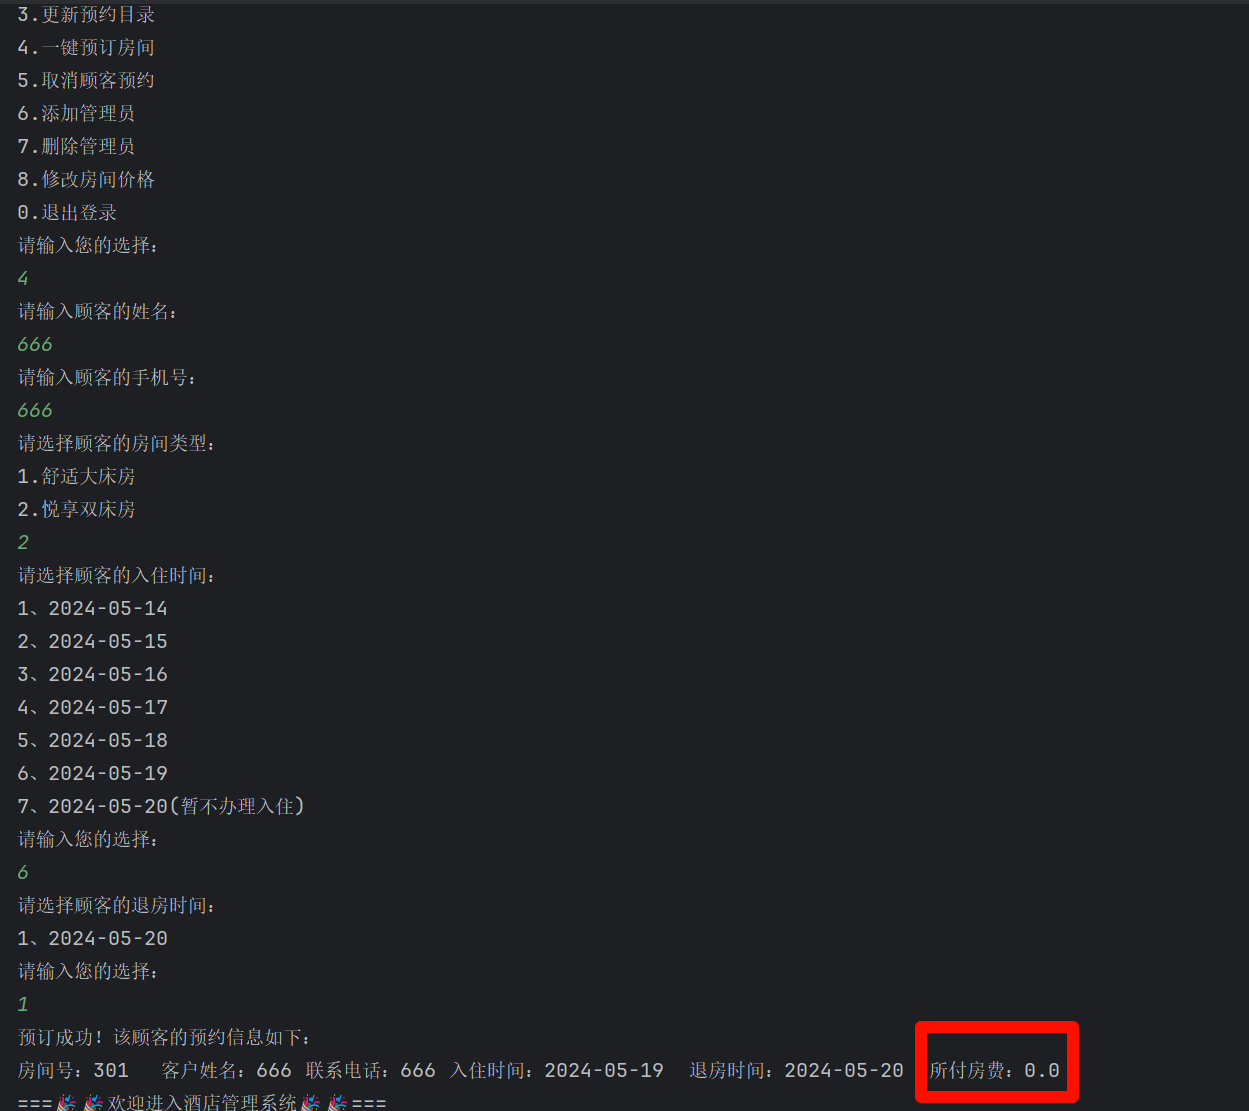 3.更新预约目录
4.一键预订房间
5.取消顾客预约
6.添加管理员
7.删除管理员
8.修改房间价格
0.退出登录
请输入您的选择：
4
请输入顾客的姓名：
666
请输入顾客的手机号：
666
请选择顾客的房间类型：
1.舒适大床房
2.悦享双床房
2
请选择顾客的入住时间：
1、2024-05-14
2、2024-05-15
3、2024-05-16
4、2024-05-17
5、2024-05-18
6、2024-05-19
7、2024-05-20(暂不办理入住)
请输入您的选择：
6
请选择顾客的退房时间：
1、2024-05-20
请输入您的选择：
1
预订成功！该顾客的预约信息如下：
房间号：301 客户姓名：666 联系电话：666 入住时间：2024-05-19 退房时间：2024-05-20 所付房费：0.0
===🎉🎉欢迎进入酒店管理系统🎉🎉===